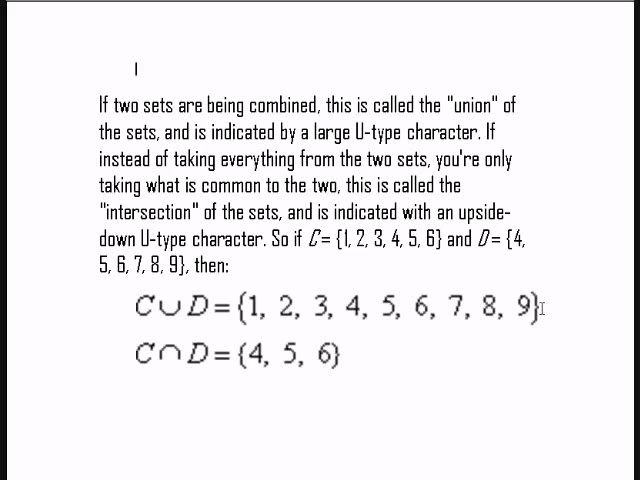 If two sets are being combined, this is called the "union" of
the sets, and is indicated by a large U-type character. If
instead of taking everything from the two sets, you're only
taking what is common to the two, this is called the
"intersection" of the sets, and is indicated with an upside-
down U-type character. So if C = {1, 2, 3, 4, 5, 6} and D = {4,
5, 6, 7, 8, 9}, then:
C∪D={1, 2, 3, 4, 5, 6, 7, 8, 9}
C∩D={4, 5, 6}